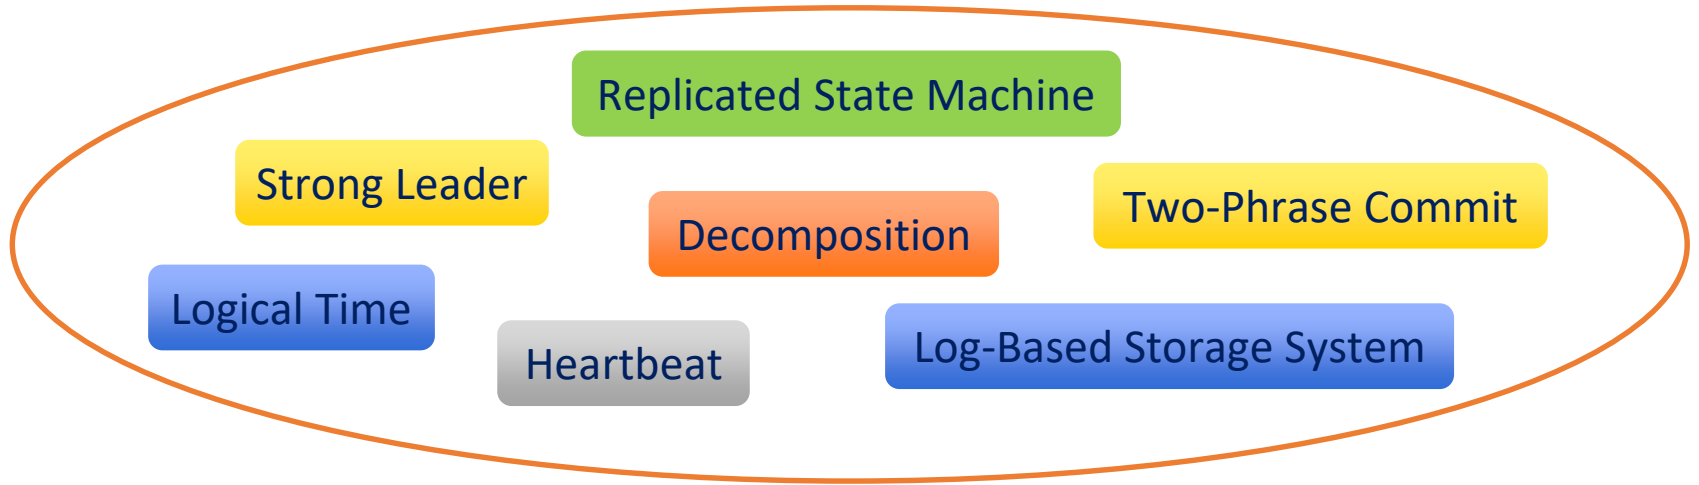 Replicated State Machine
Strong Leader
Two-Phrase Commit
Decomposition
Logical Time
Log-Based Storage System
Heartbeat